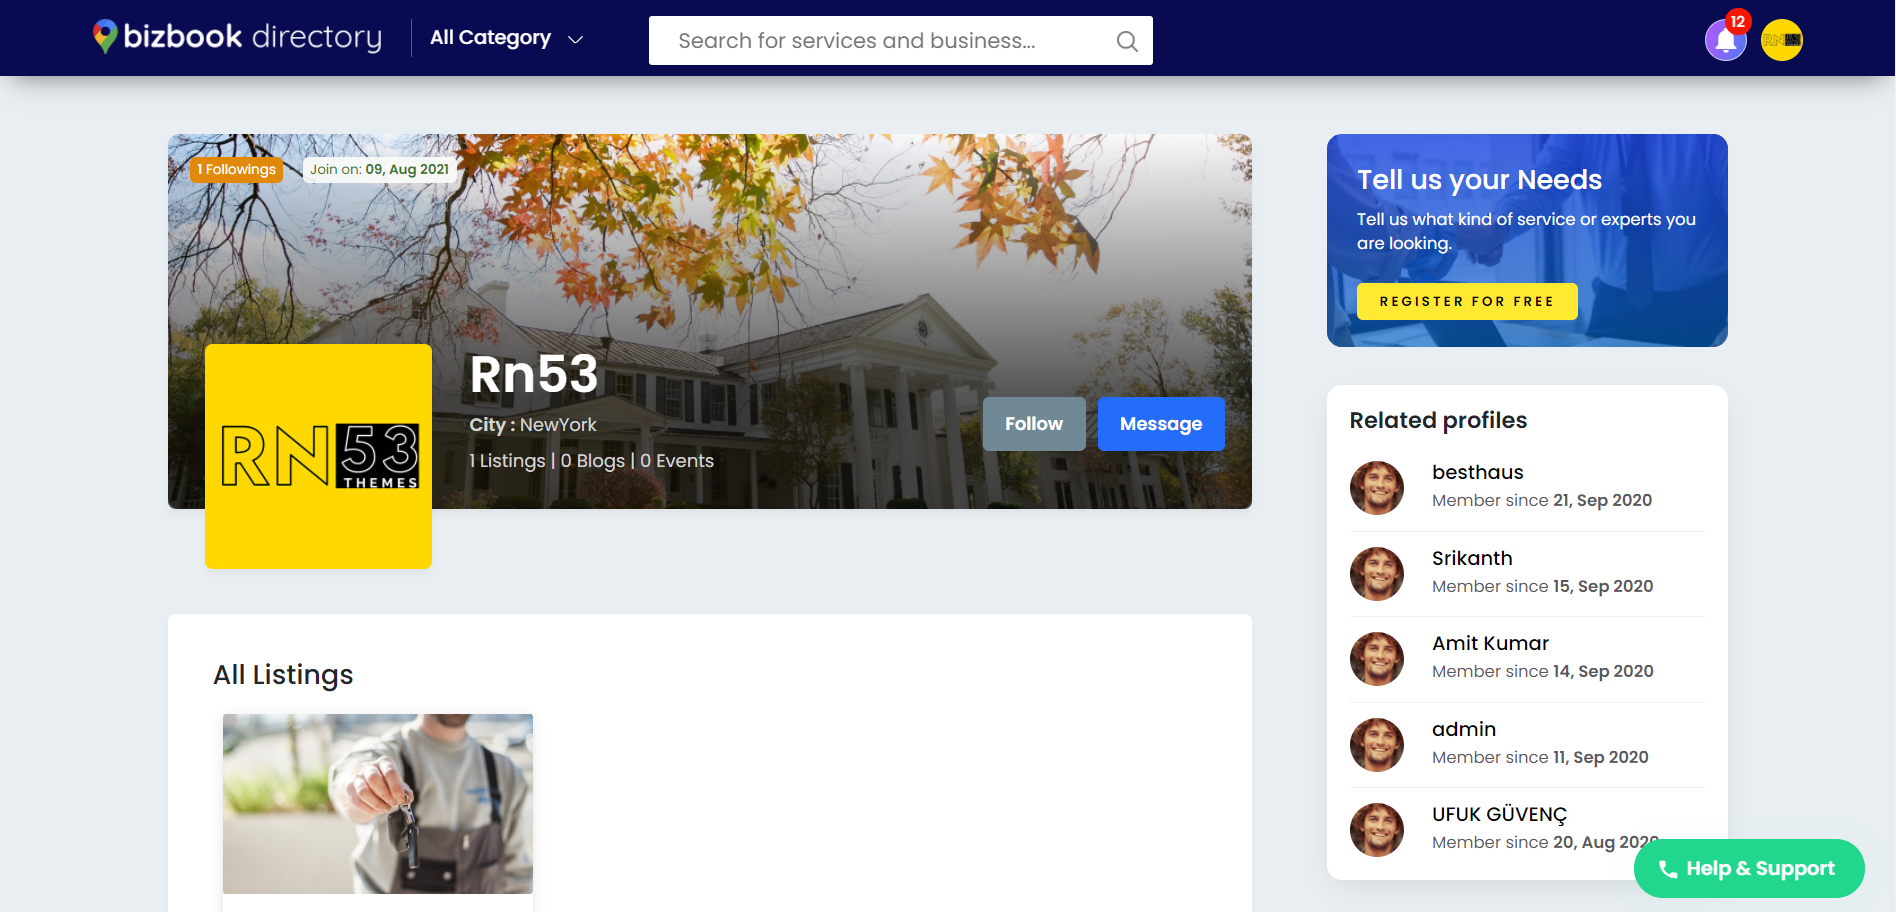 bizbook directory
All Category
Search for services and business...
12
RN53
1 Followings
Join on: 09, Aug 2021
Rn53
City : NewYork
1 Listings | 0 Blogs | 0 Events
Follow
Message
RN53
THEMES
Tell us your Needs
Tell us what kind of service or experts you
are looking.
REGISTER FOR FREE
Related profiles
besthaus
Member since 21, Sep 2020
Srikanth
Member since 15, Sep 2020
Amit Kumar
Member since 14, Sep 2020
admin
Member since 11, Sep 2020
UFUK GÜVENÇ
Member since 20, Aug 2020
All Listings
Help & Support